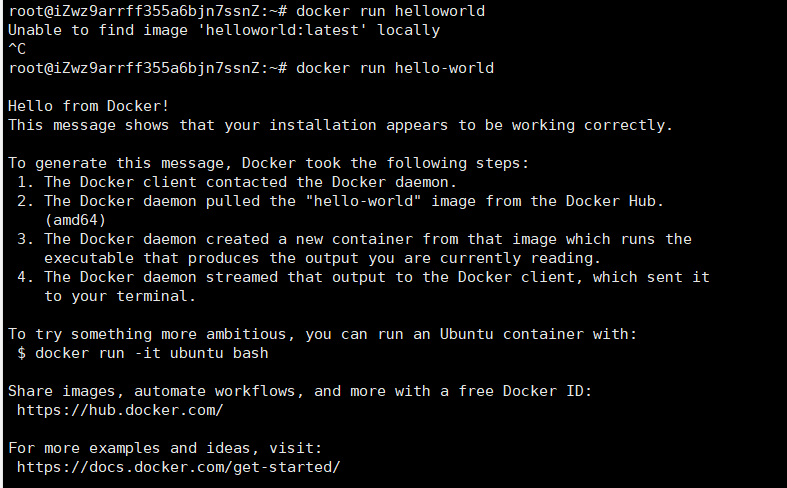 root@iZwz9arrff355a6bjn7ssnZ:~# docker run helloworld
Unable to find image 'helloworld:latest' locally
^C
root@iZwz9arrff355a6bjn7ssnZ:~# docker run hello-world
Hello from Docker!
This message shows that your installation appears to be working correctly.
To generate this message, Docker took the following steps:
1. The Docker client contacted the Docker daemon.
2. The Docker daemon pulled the "hello-world" image from the Docker Hub.
(amd64)
3. The Docker daemon created a new container from that image which runs the
executable that produces the output you are currently reading.
4. The Docker daemon streamed that output to the Docker client, which sent it
to your terminal.
To try something more ambitious, you can run an Ubuntu container with:
$ docker run -it ubuntu bash
Share images, automate workflows, and more with a free Docker ID:
https://hub.docker.com/
For more examples and ideas, visit:
https://docs.docker.com/get-started/